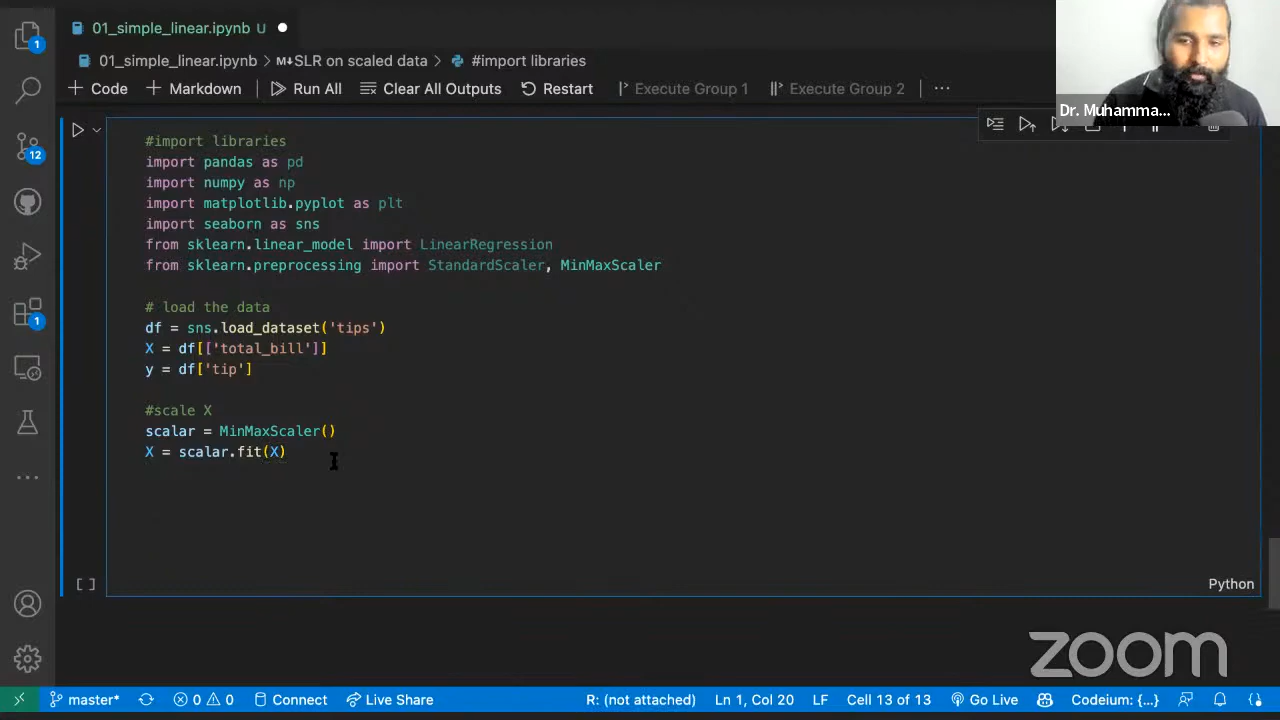 01_simple_linear.ipynb U
01_simple_linear.ipynb > M↓SLR on scaled data > #import libraries
+ Code + Markdown Run All Clear All Outputs Restart Execute Group 1 Execute Group 2 ...
Dr. Muhamma...
#import libraries
import pandas as pd
import numpy as np
import matplotlib.pyplot as plt
import seaborn as sns
from sklearn.linear_model import LinearRegression
from sklearn.preprocessing import StandardScaler, MinMaxScaler
# load the data
df = sns.load_dataset('tips')
X = df[['total_bill']]
y = df['tip']
#scale X
scalar = MinMaxScaler()
X = scalar.fit(X)
[ ]
Python
1
12
1
zoom
master* 0 0 Connect Live Share R: (not attached) Ln 1, Col 20 LF Cell 13 of 13 Go Live Codeium: {...}